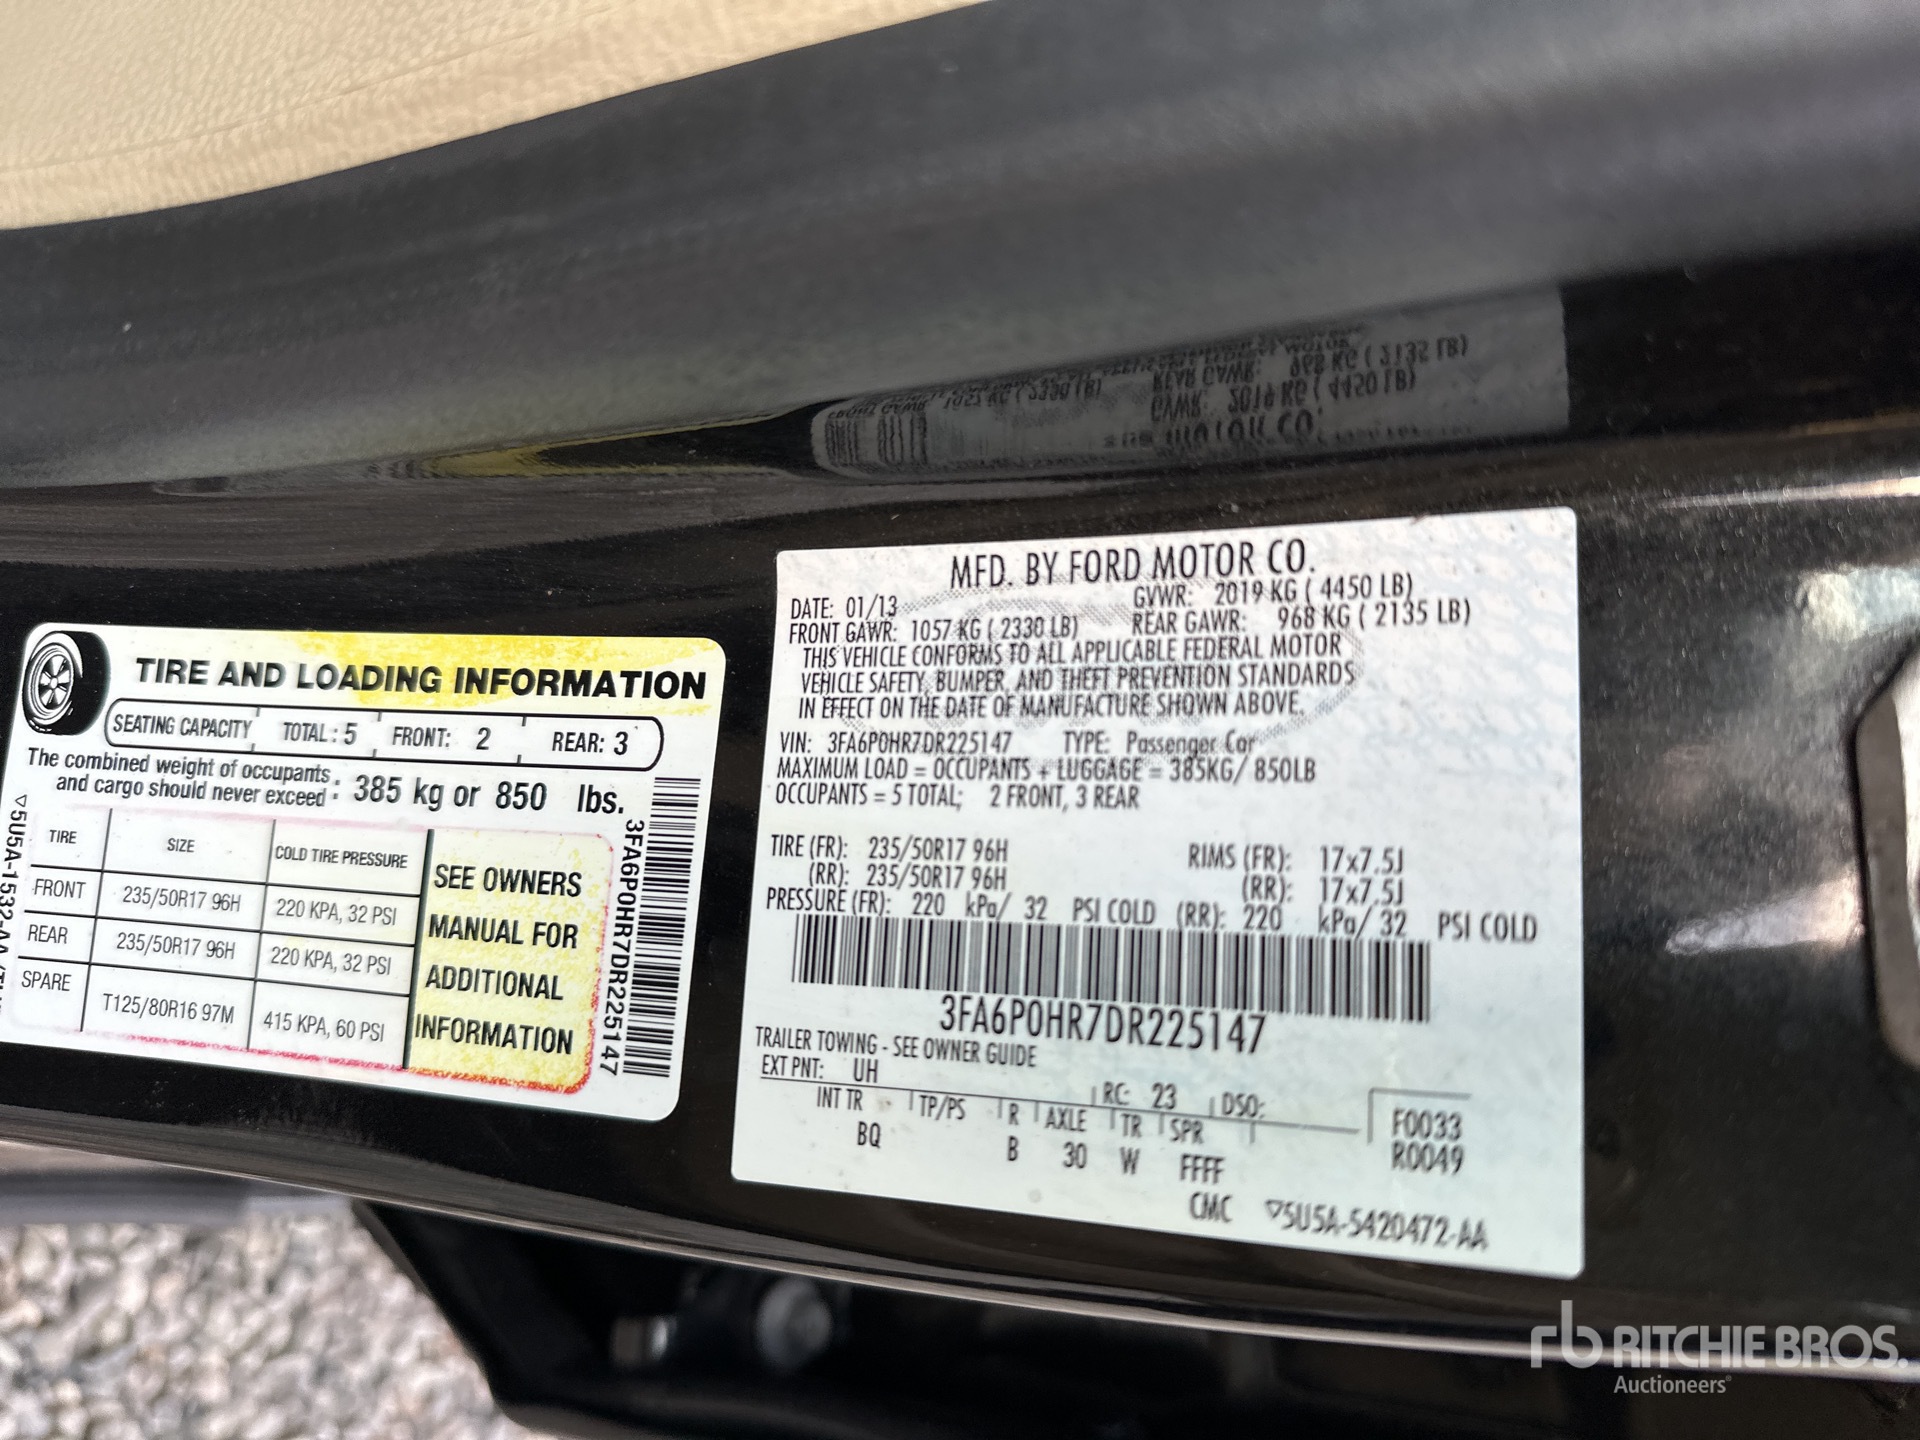 TIRE AND LOADING INFORMATION
SEATING CAPACITY TOTAL: 5 FRONT: 2 REAR: 3
The combined weight of occupants
and cargo should never exceed : 385 kg or 850 lbs.
TIRE SIZE COLD TIRE PRESSURE
FRONT 235/50R17 96H 220 KPA, 32 PSI
REAR 235/50R17 96H 220 KPA, 32 PSI
SPARE T125/80R16 97M 415 KPA, 60 PSI
SEE OWNERS
MANUAL FOR
ADDITIONAL
INFORMATION
3FA6P0HR7DR225147
▽5U5A-1532
MFD. BY FORD MOTOR CO.
DATE: 01/13 GVWR: 2019 KG ( 4450 LB)
FRONT GAWR: 1057 KG ( 2330 LB) REAR GAWR: 968 KG ( 2135 LB)
THIS VEHICLE CONFORMS TO ALL APPLICABLE FEDERAL MOTOR
VEHICLE SAFETY, BUMPER, AND THEFT PREVENTION STANDARDS
IN EFFECT ON THE DATE OF MANUFACTURE SHOWN ABOVE.
VIN: 3FA6P0HR7DR225147 TYPE: Passenger Car
MAXIMUM LOAD = OCCUPANTS + LUGGAGE = 385KG/ 850LB
OCCUPANTS = 5 TOTAL; 2 FRONT, 3 REAR
TIRE (FR): 235/50R17 96H RIMS (FR): 17x7.5J
(RR): 235/50R17 96H (RR): 17x7.5J
PRESSURE (FR): 220 kPa/ 32 PSI COLD (RR): 220 kPa/ 32 PSI COLD
3FA6P0HR7DR225147
TRAILER TOWING - SEE OWNER GUIDE
EXT PNT: UH RC: 23 DSO:
INT TR TP/PS R AXLE TR SPR F0033
BQ B 30 W FFFF R0049
CMC ▽5U5A-5420472-AA
rb RITCHIE BROS.
Auctioneers